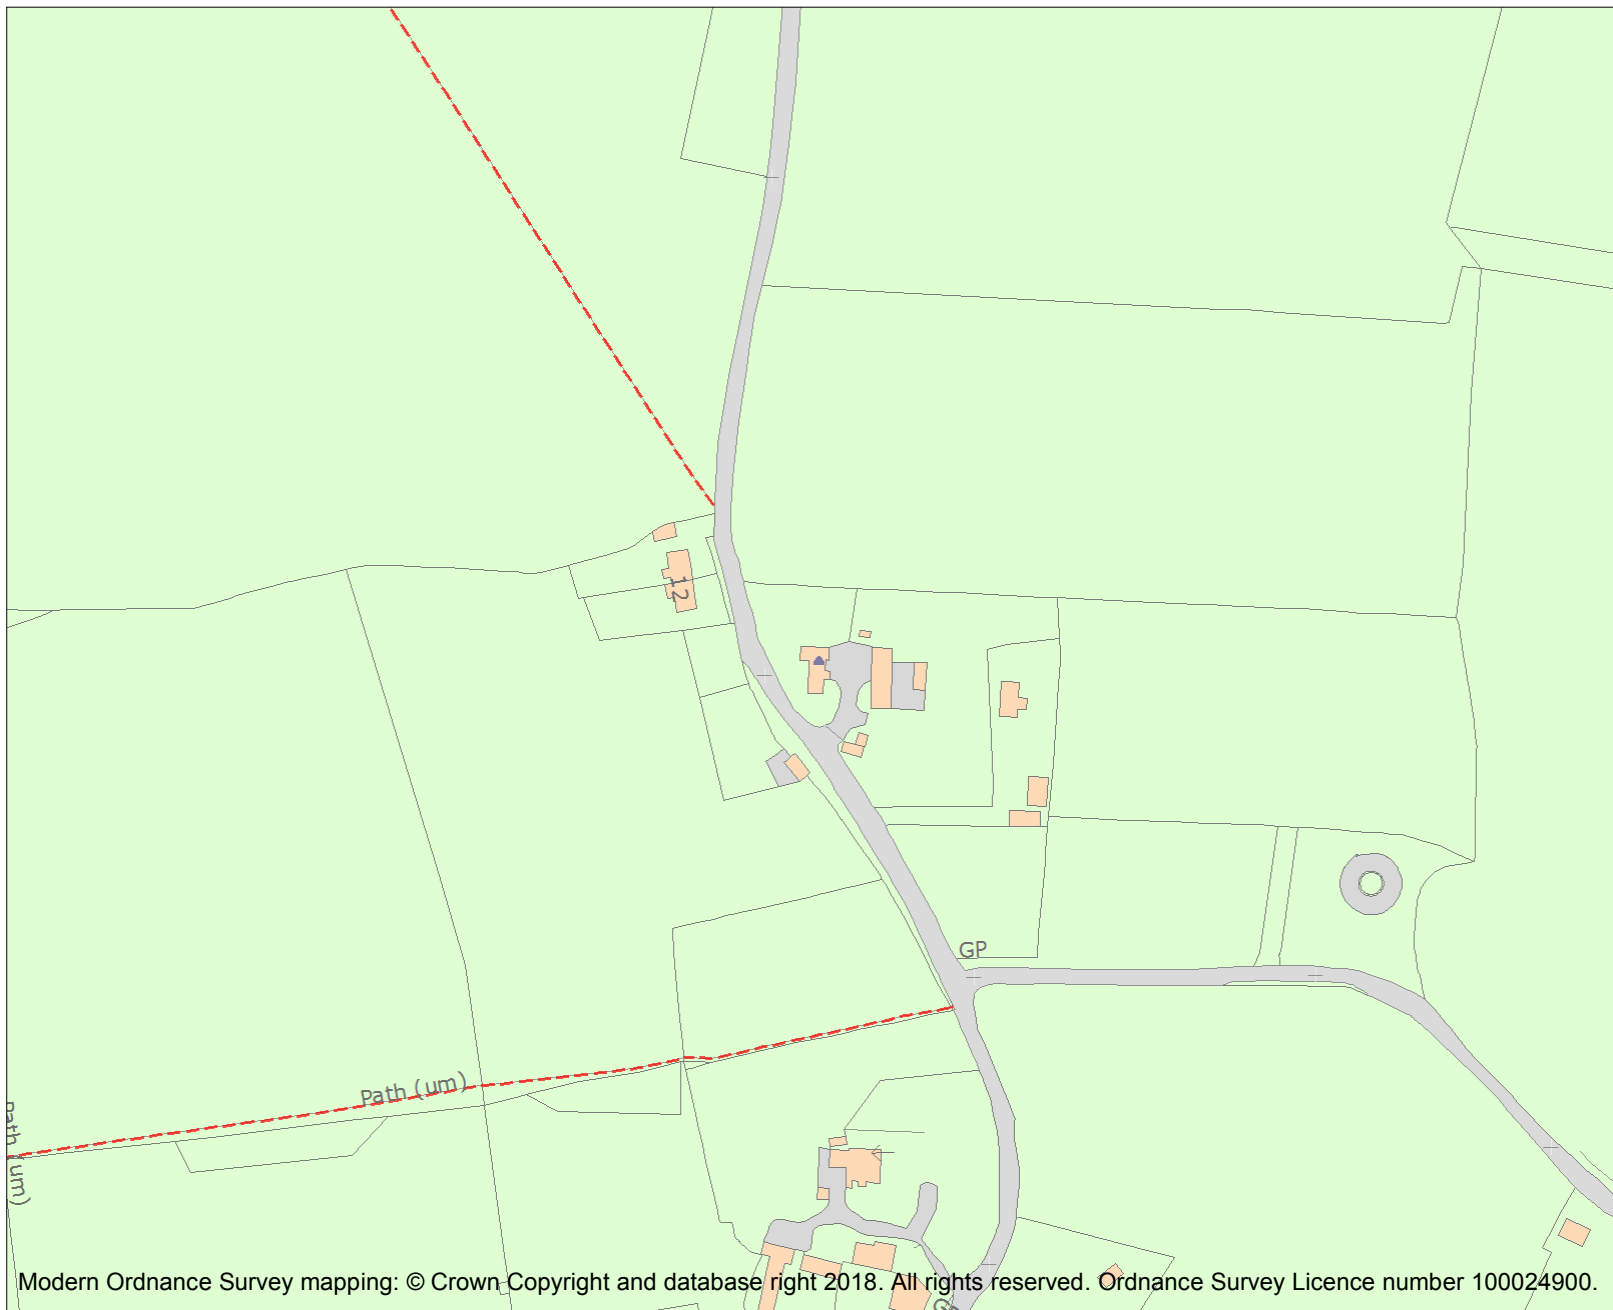 12
GP
Path (um)
Path (um)
GP
Modern Ordnance Survey mapping: © Crown Copyright and database right 2018. All rights reserved. Ordnance Survey Licence number 100024900.